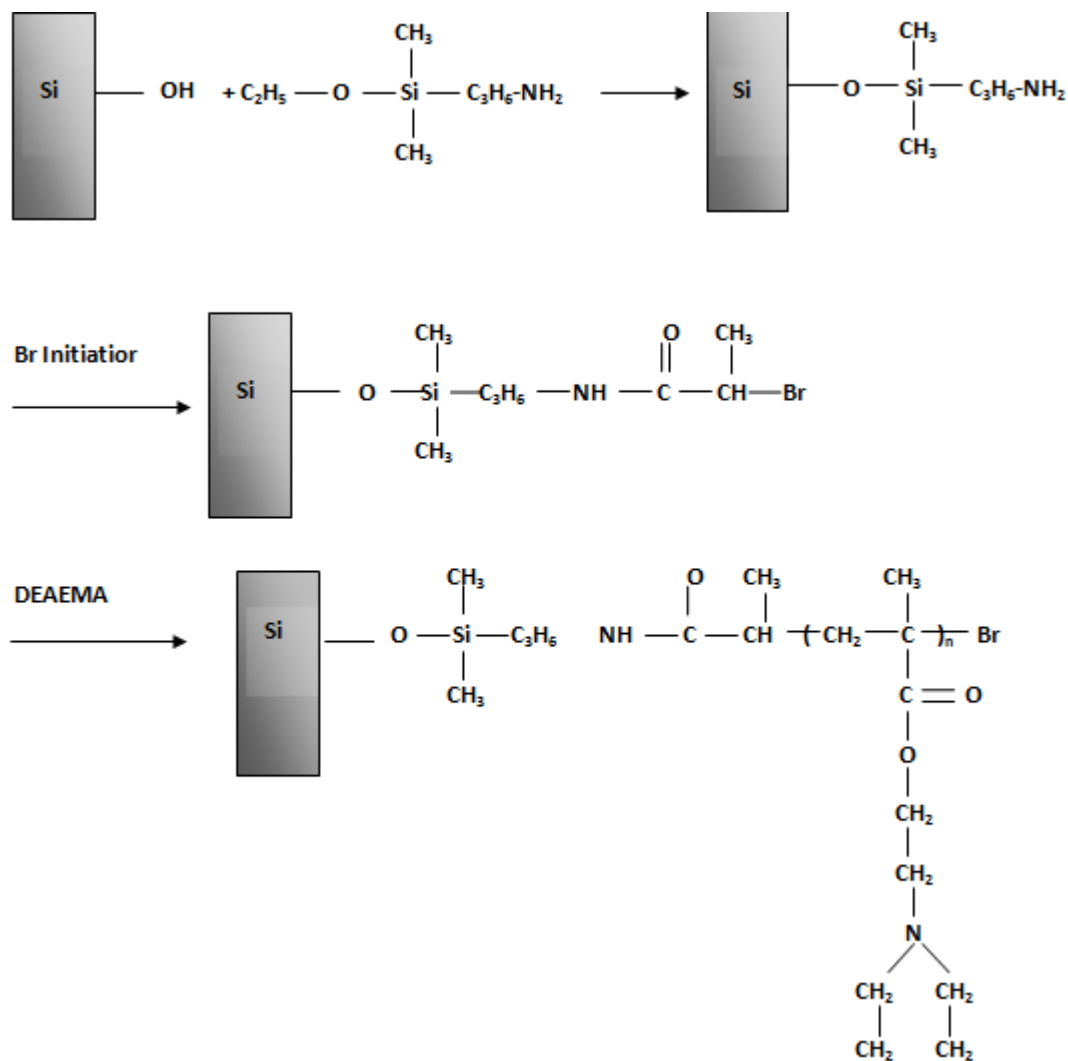 CH₃ CH₃
Si OH + C₂H₅ O Si C₃H₆-NH₂ Si O Si C₃H₆-NH₂
CH₃ CH₃
CH₃ O CH₃
Br Initiatior
Si O Si C₃H₆ NH C CH Br
CH₃
CH₃ O CH₃ CH₃
DEAEMA
Si O Si C₃H₆ NH C CH ( CH₂ C )ₙ Br
CH₃ C O
O
CH₂
CH₂
N
CH₂ CH₂
CH₂ CH₂